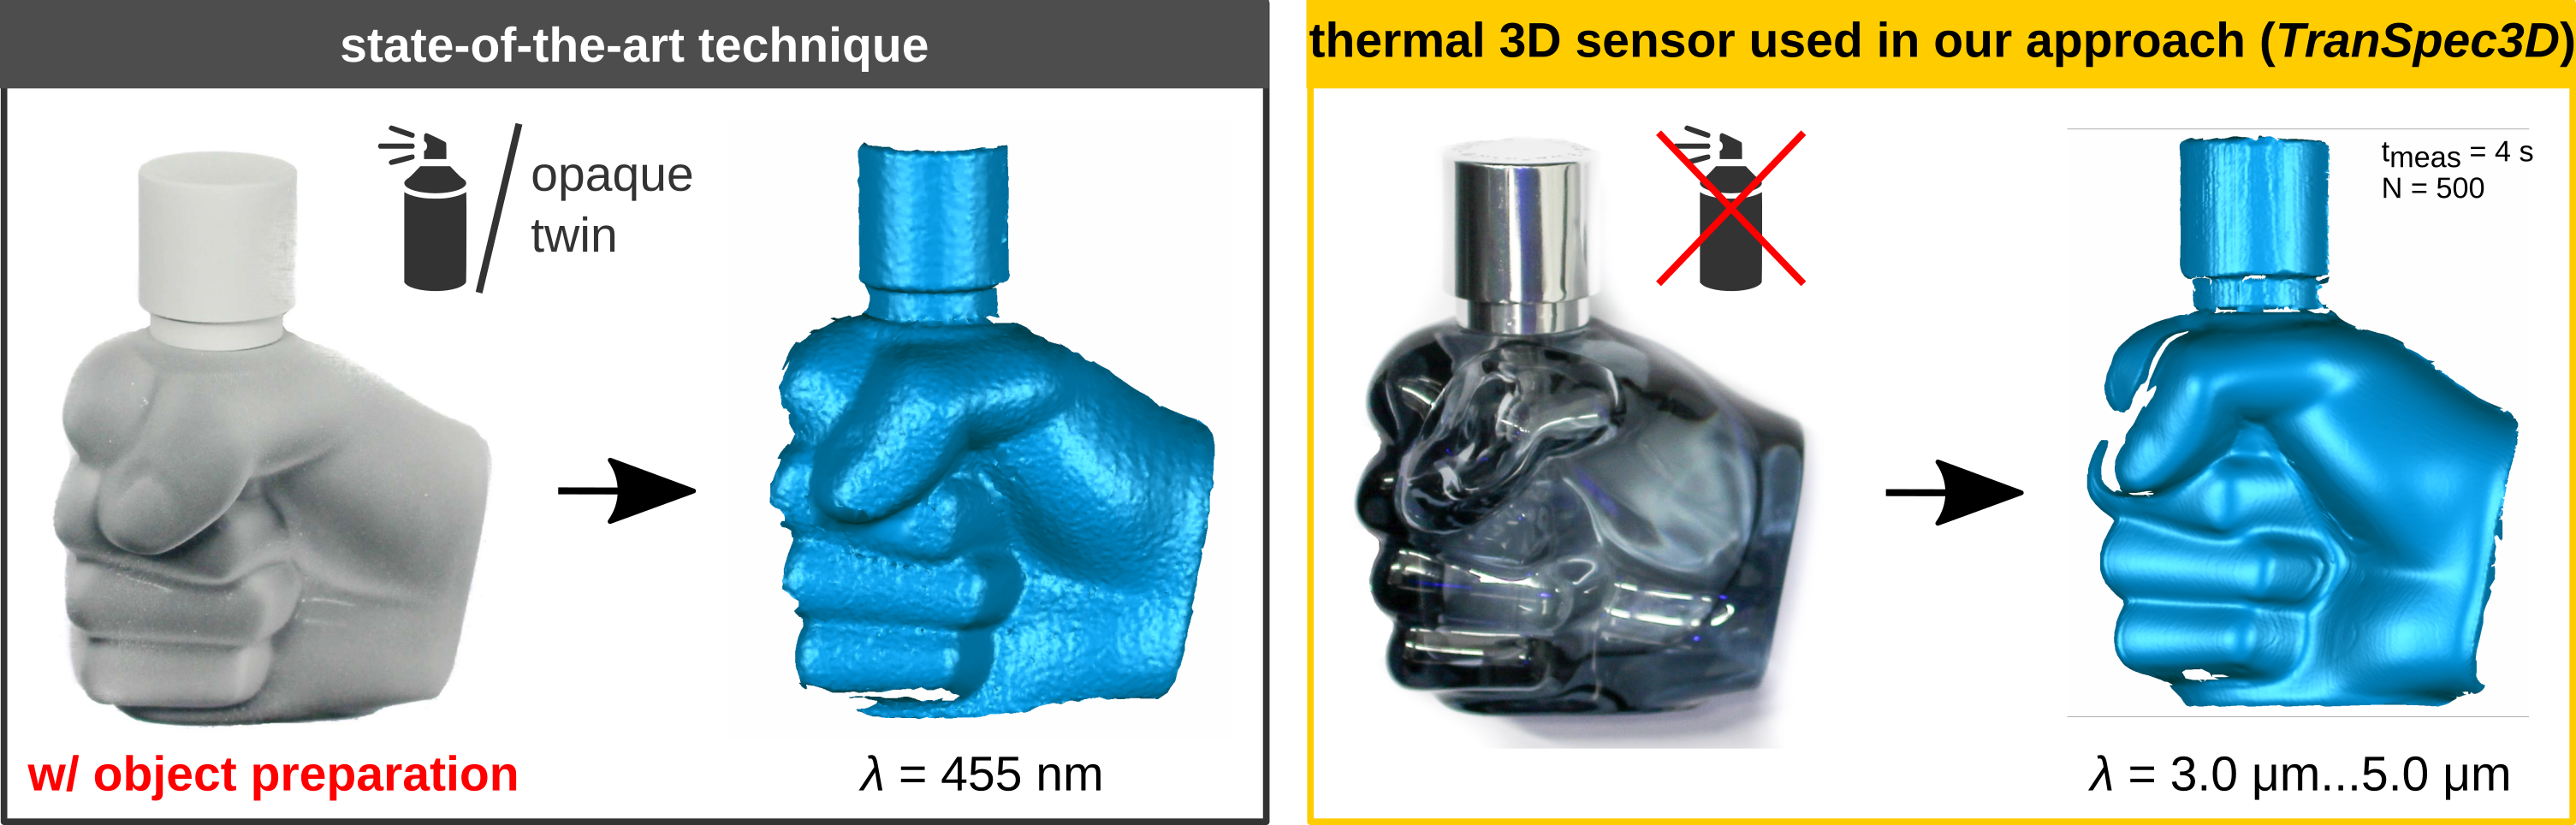 state-of-the-art technique
opaque
twin
w/ object preparation
λ = 455 nm
thermal 3D sensor used in our approach (TranSpec3D)
tmeas = 4 s
N = 500
λ = 3.0 µm...5.0 µm